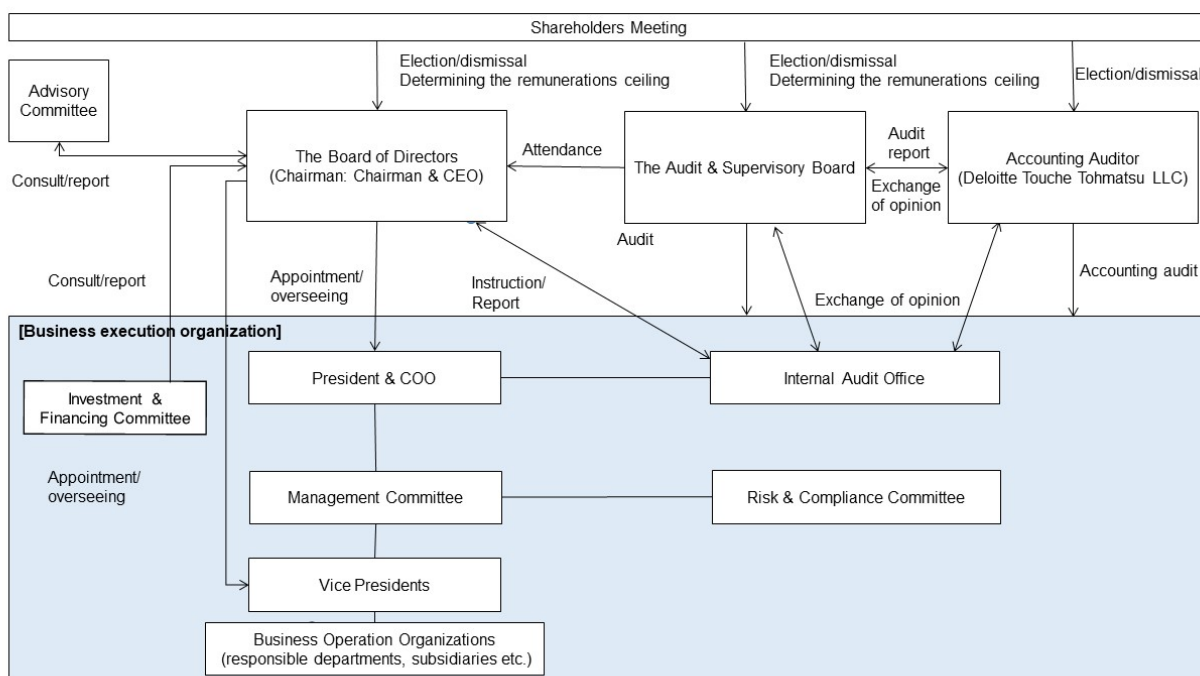 Shareholders Meeting
Election/dismissal
Determining the remunerations ceiling
Election/dismissal
Determining the remunerations ceiling
Election/dismissal
Advisory
Committee
Consult/report
The Board of Directors
(Chairman: Chairman & CEO)
Attendance
The Audit & Supervisory Board
Audit
report
Exchange
of opinion
Accounting Auditor
(Deloitte Touche Tohmatsu LLC)
Consult/report
Appointment/
overseeing
Instruction/
Report
Audit
Exchange of opinion
Accounting audit
[Business execution organization]
President & COO
Internal Audit Office
Investment &
Financing Committee
Appointment/
overseeing
Management Committee
Risk & Compliance Committee
Vice Presidents
Business Operation Organizations
(responsible departments, subsidiaries etc.)